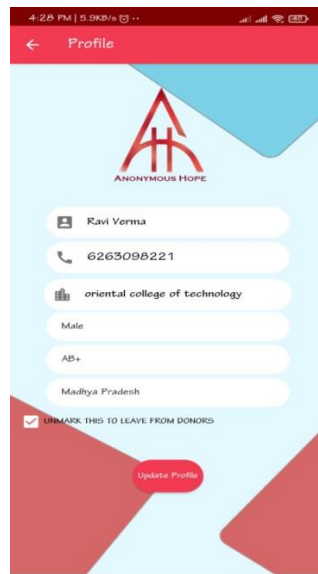 4:28 PM | 5.9KB/s ··
40
Profile
ANONYMOUS HOPE
Ravi Verma
6263098221
oriental college of technology
Male
AB+
Madhya Pradesh
UNMARK THIS TO LEAVE FROM DONORS
Update Profile